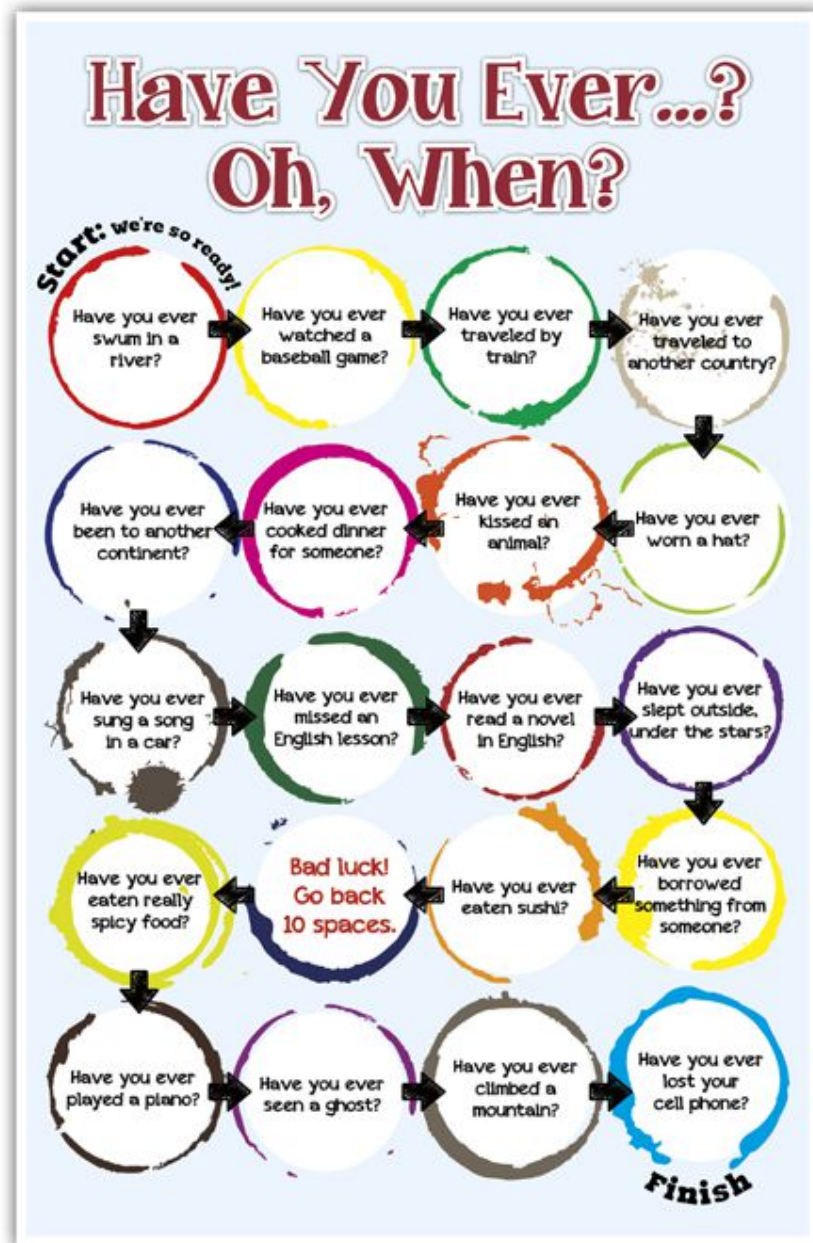 Have You Ever...?
Oh, When?
Start: We're so ready!
Have you ever
swum in a
river?
Have you ever
watched a
baseball game?
Have you ever
traveled by
train?
Have you ever
traveled to
another country?
Have you ever
worn a hat?
Have you ever
kissed an
animal?
Have you ever
cooked dinner
for someone?
Have you ever
been to another
continent?
Have you ever
sung a song
in a car?
Have you ever
missed an
English lesson?
Have you ever
read a novel
in English?
Have you ever
slept outside,
under the stars?
Have you ever
borrowed
something from
someone?
Have you ever
eaten sushi?
Bad luck!
Go back
10 spaces.
Have you ever
eaten really
spicy food?
Have you ever
played a piano?
Have you ever
seen a ghost?
Have you ever
climbed a
mountain?
Have you ever
lost your
cell phone?
Finish